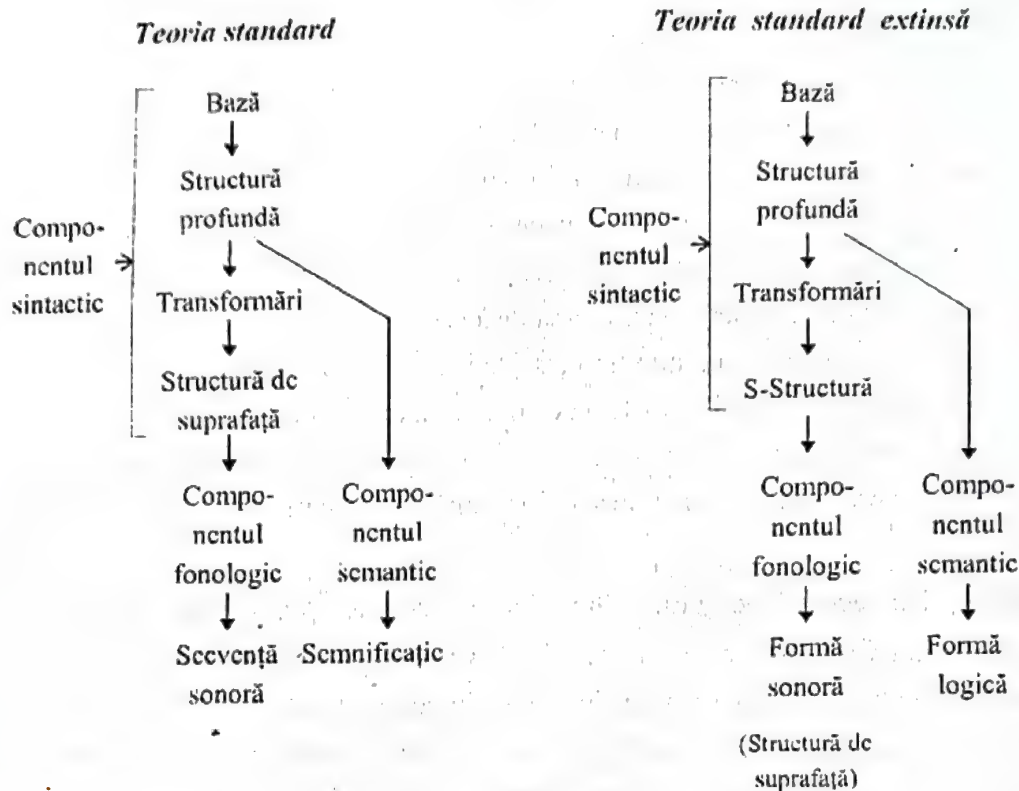 Teoria standard
Bază
Structură
profundă
Compo-
nentul
sintactic
Transformări
Structură de
suprafață
Compo-
nentul
fonologic
Compo-
nentul
semantic
Secvență
sonoră
Semnificație
Teoria standard extinsă
Bază
Structură
profundă
Compo-
nentul
sintactic
Transformări
S-Structură
Compo-
nentul
fonologic
Compo-
nentul
semantic
Formă
sonoră
Formă
logică
(Structură de
suprafață)